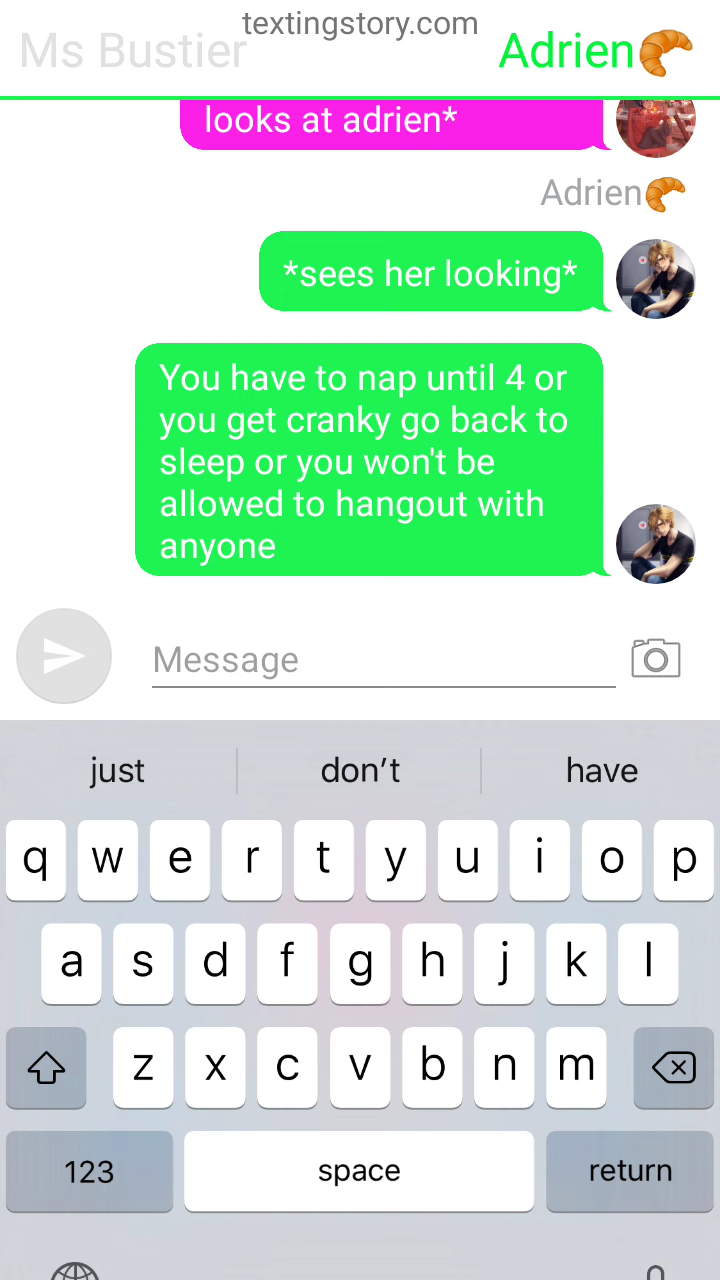 textingstory.com
Ms Bustier
Adrien🥐
looks at adrien*
Adrien🥐
*sees her looking*
You have to nap until 4 or
you get cranky go back to
sleep or you won't be
allowed to hangout with
anyone
Message
just don't have
q w e r t y u i o p
a s d f g h j k l
z x c v b n m
123 space return